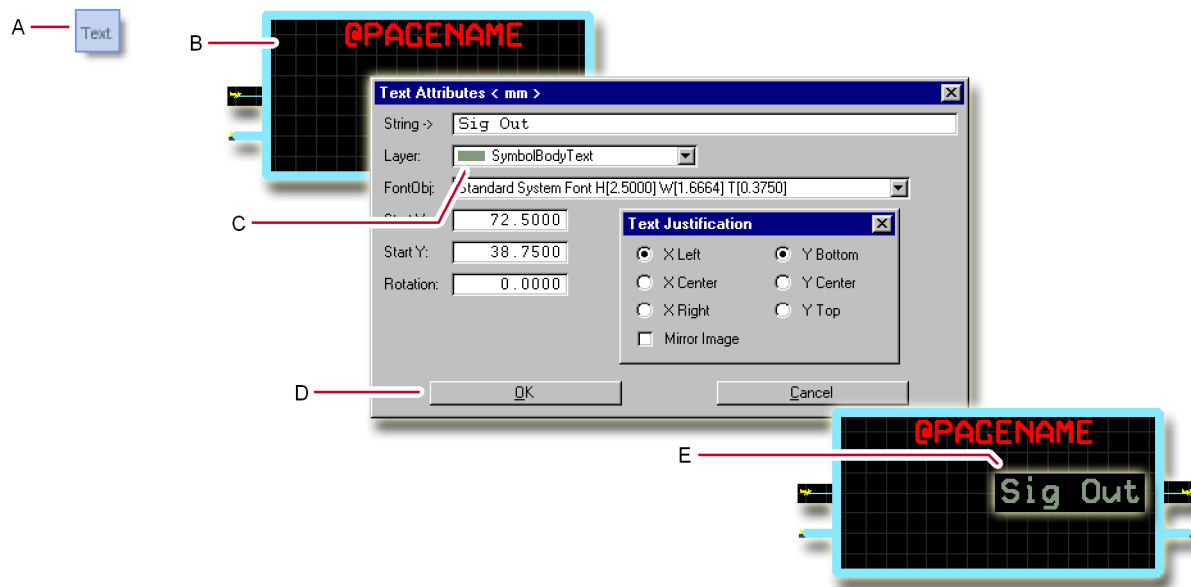 A
Text
B
@PAGENAME
Text Attributes < mm >
String ->
Sig Out
Layer:
SymbolBodyText
FontObj:
Standard System Font H[2.5000] W[1.6664] T[0.3750]
C
72.5000
Start Y:
38.7500
Rotation:
0.0000
Text Justification
X Left
Y Bottom
X Center
Y Center
X Right
Y Top
Mirror Image
D
OK
Cancel
@PAGENAME
E
Sig Out